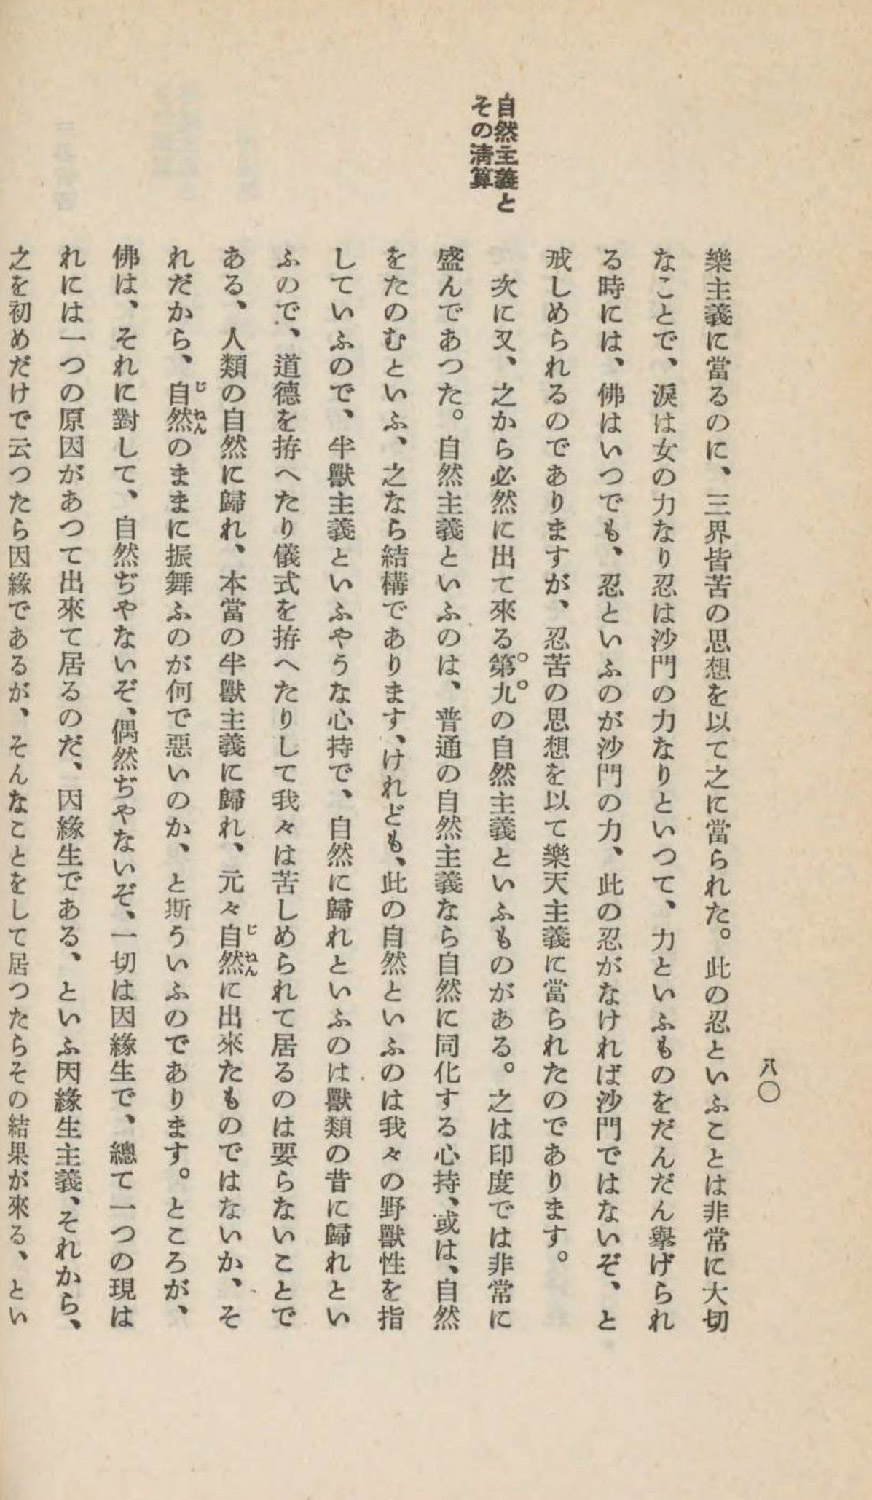 八〇
樂主義に當るのに、三界皆苦の思想を以て之に當られた。此の忍といふことは非常に大切
なことで、淚は女の力なり忍は沙門の力なりといつて、力といふものをだんだん擧げられ
る時には、佛はいつでも、忍といふのが沙門の力、此の忍がなければ沙門ではないぞ、と
戒しめられるのでありますが、忍苦の思想を以て樂天主義に當られたのであります。
自然主義と
その淸算
次に又、之から必然に出て來る第九の自然主義といふものがある。之は印度では非常に
盛んであつた。自然主義といふのは、普通の自然主義なら自然に同化する心持、或は、自然
をたのむといふ、之なら結構であります、けれども、此の自然といふのは我々の野獸性を指
していふので、半獸主義といふやうな心持で、自然に歸れといふのは獸類の昔に歸れとい
ふので、道德を拵へたり儀式を拵へたりして我々は苦しめられて居るのは要らないことで
ある、人類の自然に歸れ、本當の半獸主義に歸れ、元々自然じねんに出來たものではないか、そ
れだから、自然じねんのままに振舞ふのが何で惡いのか、と斯ういふのであります。ところが、
佛は、それに對して、自然ぢやないぞ、偶然ぢやないぞ、一切は因緣生で、總て一つの現は
れには一つの原因があつて出來て居るのだ、因緣生である、といふ因緣生主義、それから、
之を初めだけで云つたら因緣であるが、そんなことをして居つたらその結果が來る、とい